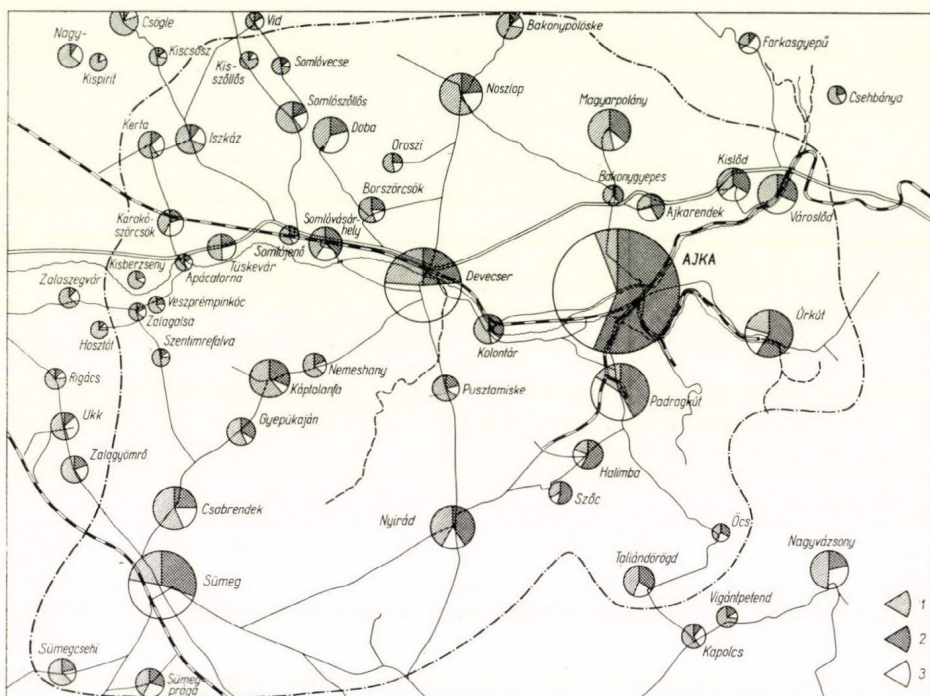 Csögle
Vid
Bakonypölöske
Farkasgyepű
Nagy-
Kispirit
Kiscsősz
Kis-
szőllős
Somlóvecse
Noszlop
Csehbánya
Somlószőllős
Doba
Magyarpolány
Kerta
Iszkáz
Oroszi
Kislőd
Borszörcsök
Bakonygyepes
Ajkarendek
Városlőd
Karakó-
szörcsök
Somlóvásár-
hely
Somlójenő
Tüskevár
Devecser
AJKA
Kisberzseny
Apácatorna
Zalaszegvár
Veszprémpinkóc
Zalagalsa
Hosztót
Szentimrefalva
Kolontár
Úrkút
Nemeshany
Rigács
Káptalanfa
Pusztamiske
Padragkút
Ukk
Gyepükaján
Zalagyömrő
Halimba
Szőc
Csabrendek
Nyirád
Öcs
Nagyvázsony
Taliándörögd
Sümeg
Vigántpetend
Kapolcs
Sümegcsehi
Sümeg-
prága
1
2
3